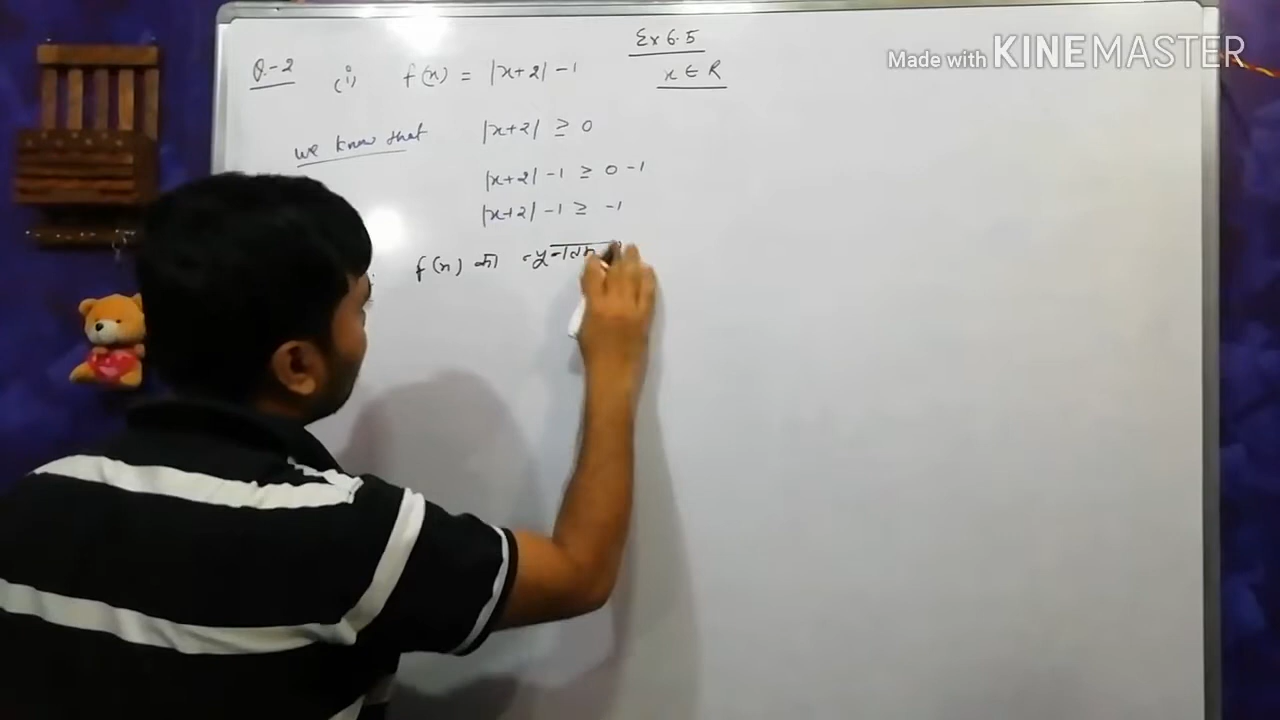 Ex 6.5
Q.-2 (i) f(x) = |x+2| -1
x ∈ R
we know that |x+2| ≥ 0
|x+2| -1 ≥ 0 -1
|x+2| -1 ≥ -1
f(x) का न्यूनतम
Made with KINEMASTER